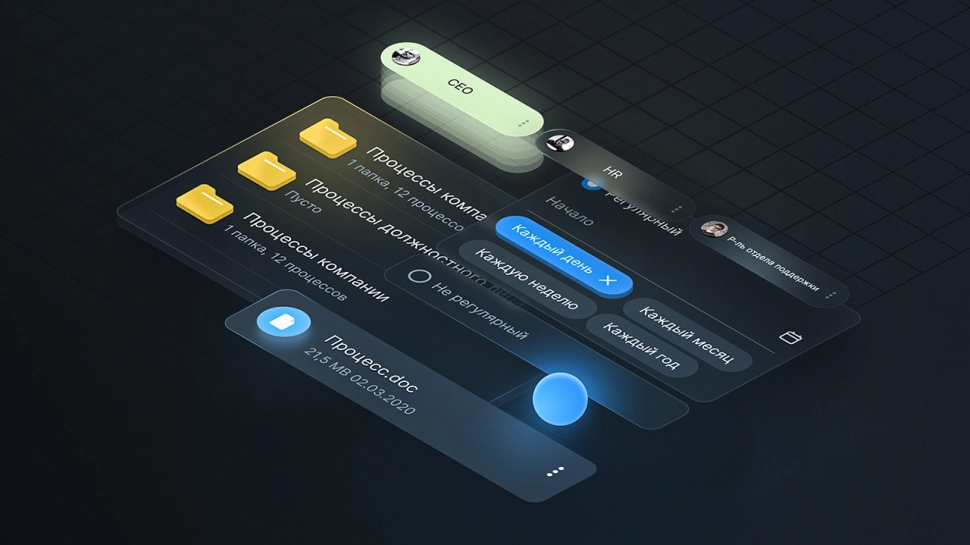 CEO
HR
Р-ль отдела поддержки
Процессы компа
1 папка, 12 процессо
Процессы должностного
Пусто
Процессы компании
1 папка, 12 процессов
Регулярный
Начало
Каждый день
Каждую неделю
Каждый месяц
Каждый год
Не регулярный
Процесс.doc
21,5 MB 02.03.2020